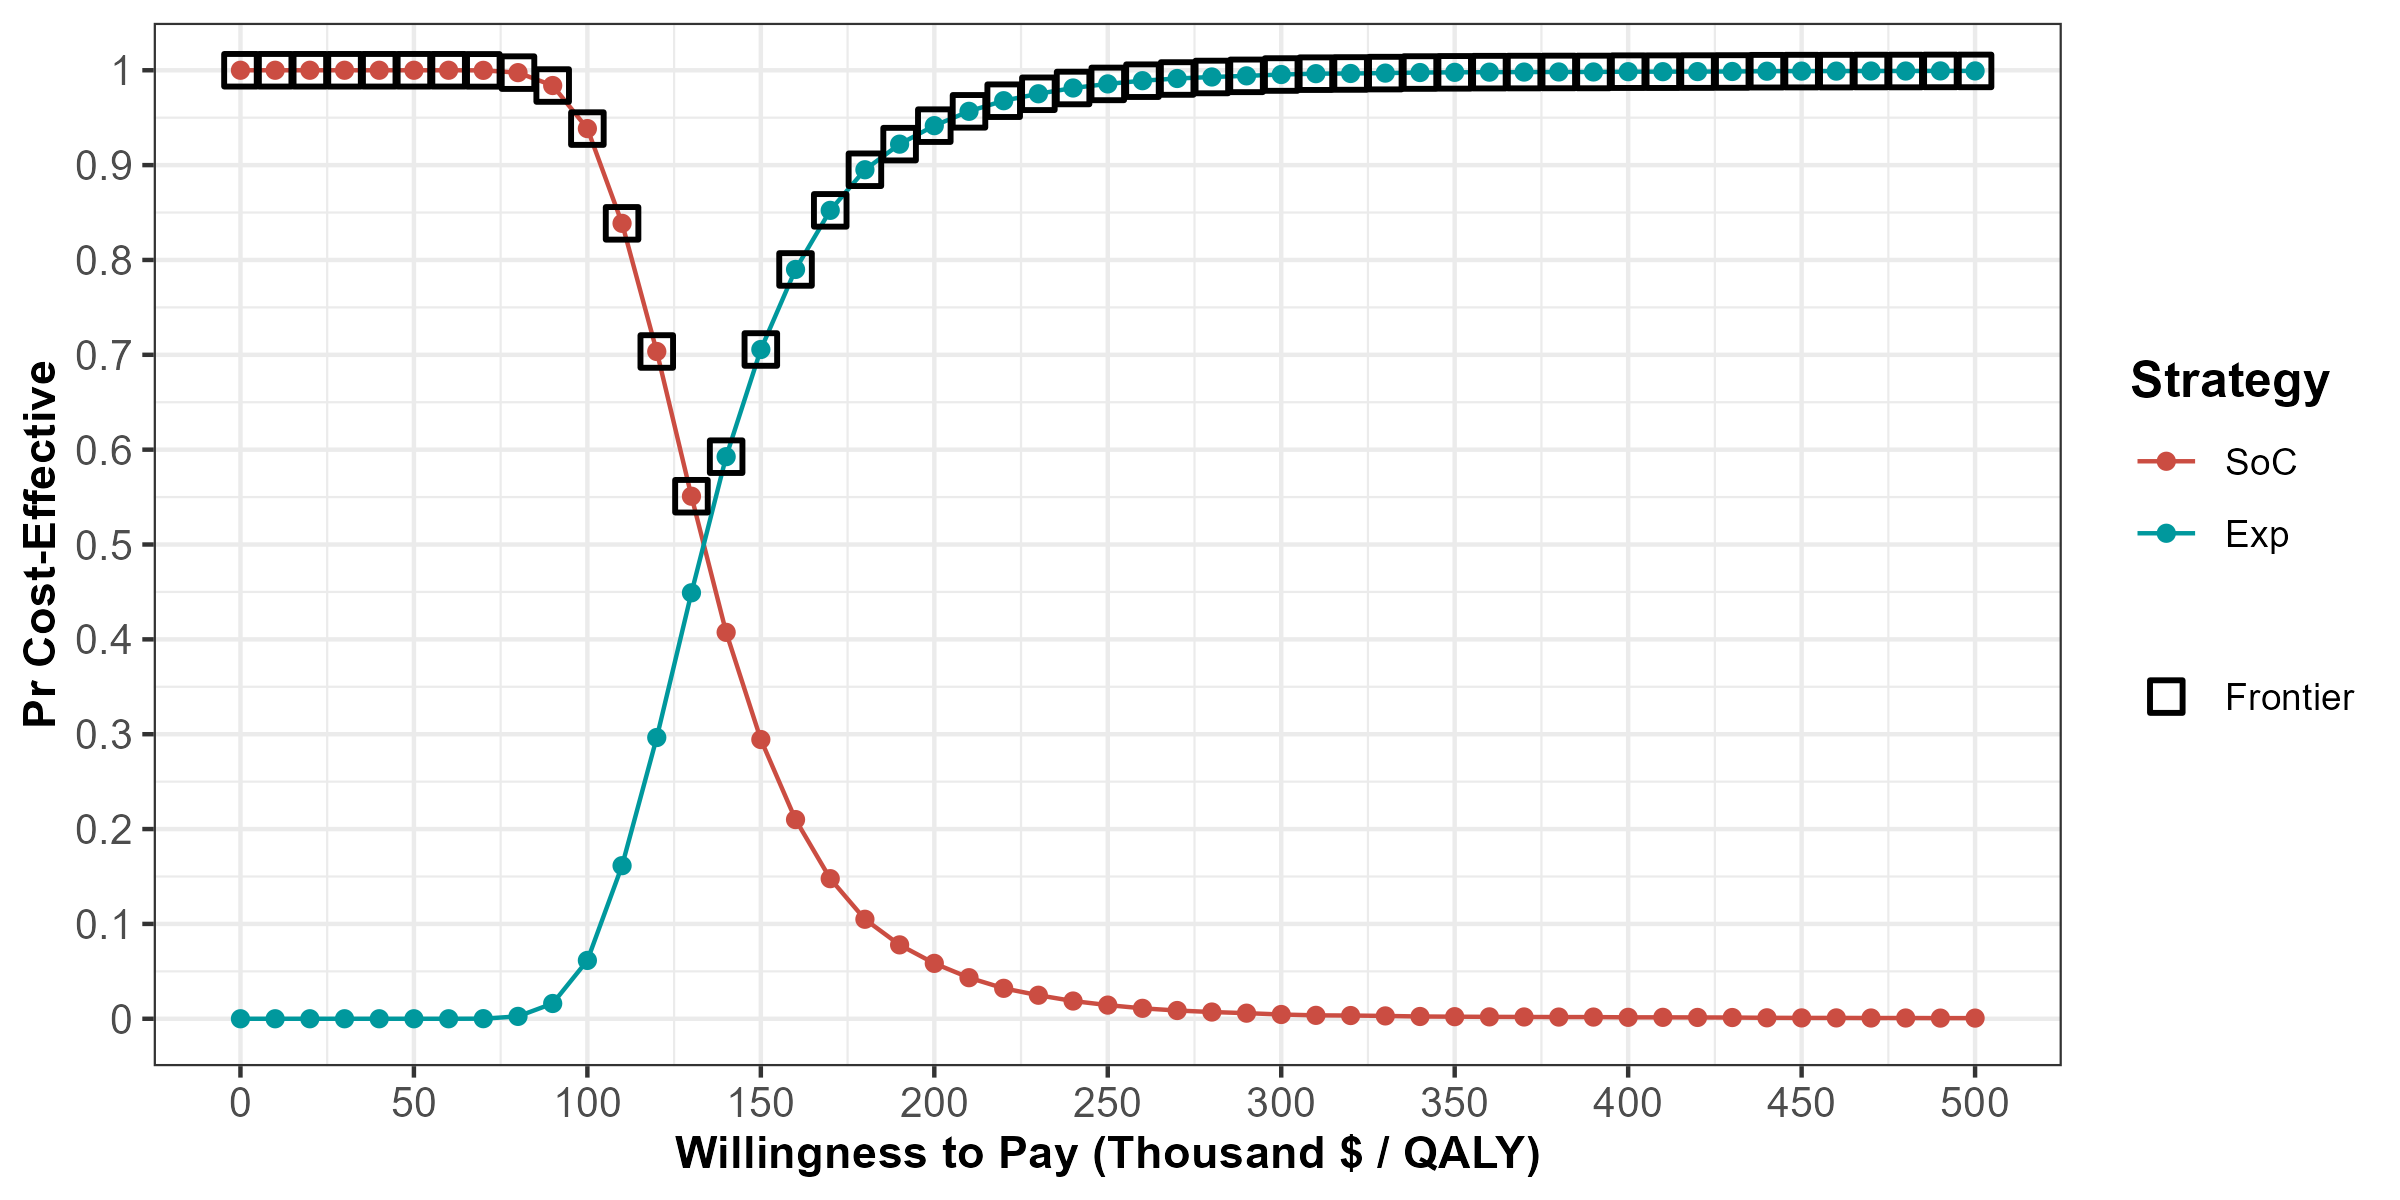 Pr Cost-Effective
1
0.9
0.8
0.7
0.6
0.5
0.4
0.3
0.2
0.1
0
0 50 100 150 200 250 300 350 400 450 500
Willingness to Pay (Thousand $ / QALY)
Strategy
SoC
Exp
Frontier